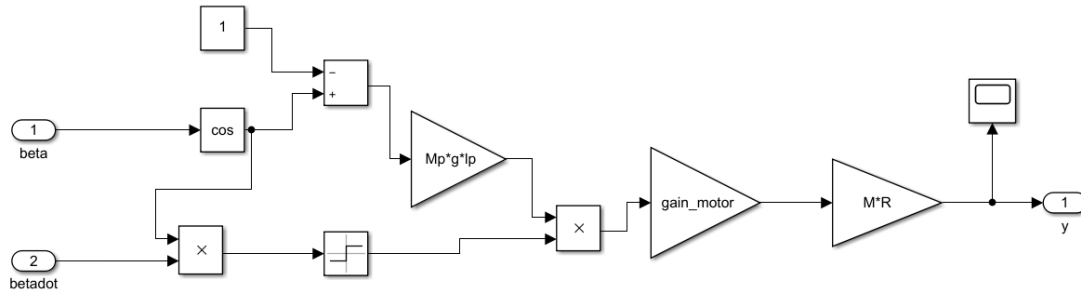 1
−
+
1
cos
beta
Mp*g*lp
gain_motor
M*R
1
y
×
×
2
betadot